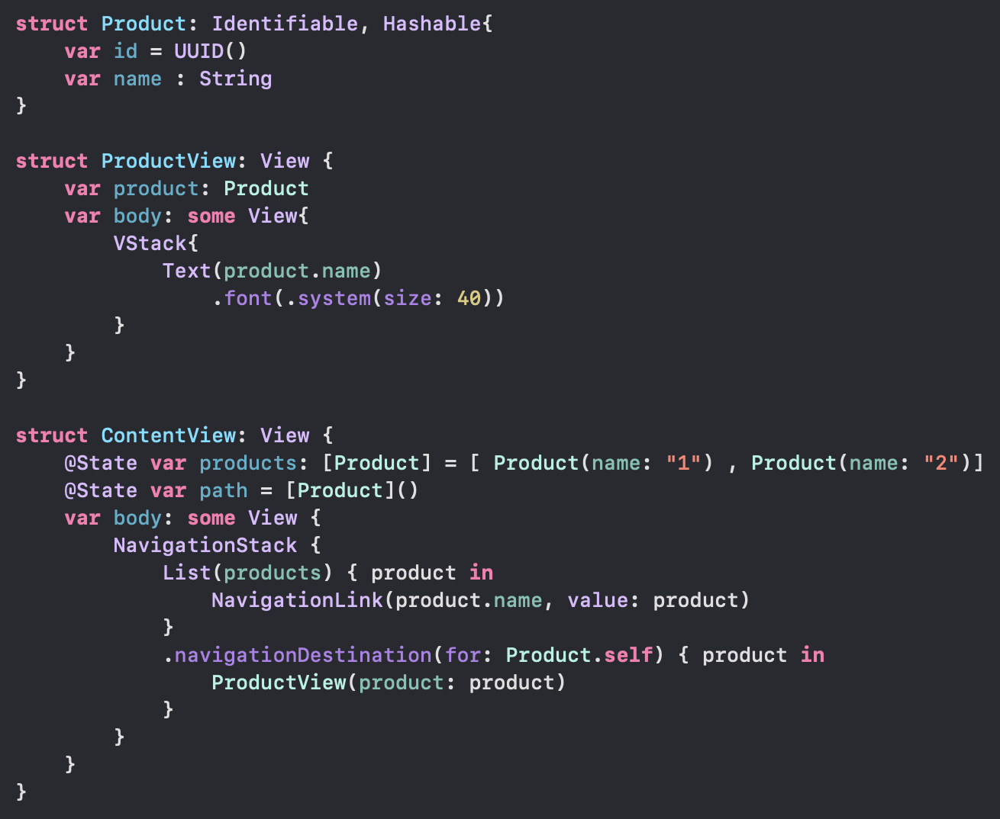 struct Product: Identifiable, Hashable{
    var id = UUID()
    var name : String
}

struct ProductView: View {
    var product: Product
    var body: some View{
        VStack{
            Text(product.name)
                .font(.system(size: 40))
        }
    }
}

struct ContentView: View {
    @State var products: [Product] = [ Product(name: "1") , Product(name: "2")]
    @State var path = [Product]()
    var body: some View {
        NavigationStack {
            List(products) { product in
                NavigationLink(product.name, value: product)
            }
            .navigationDestination(for: Product.self) { product in
                ProductView(product: product)
            }
        }
    }
}